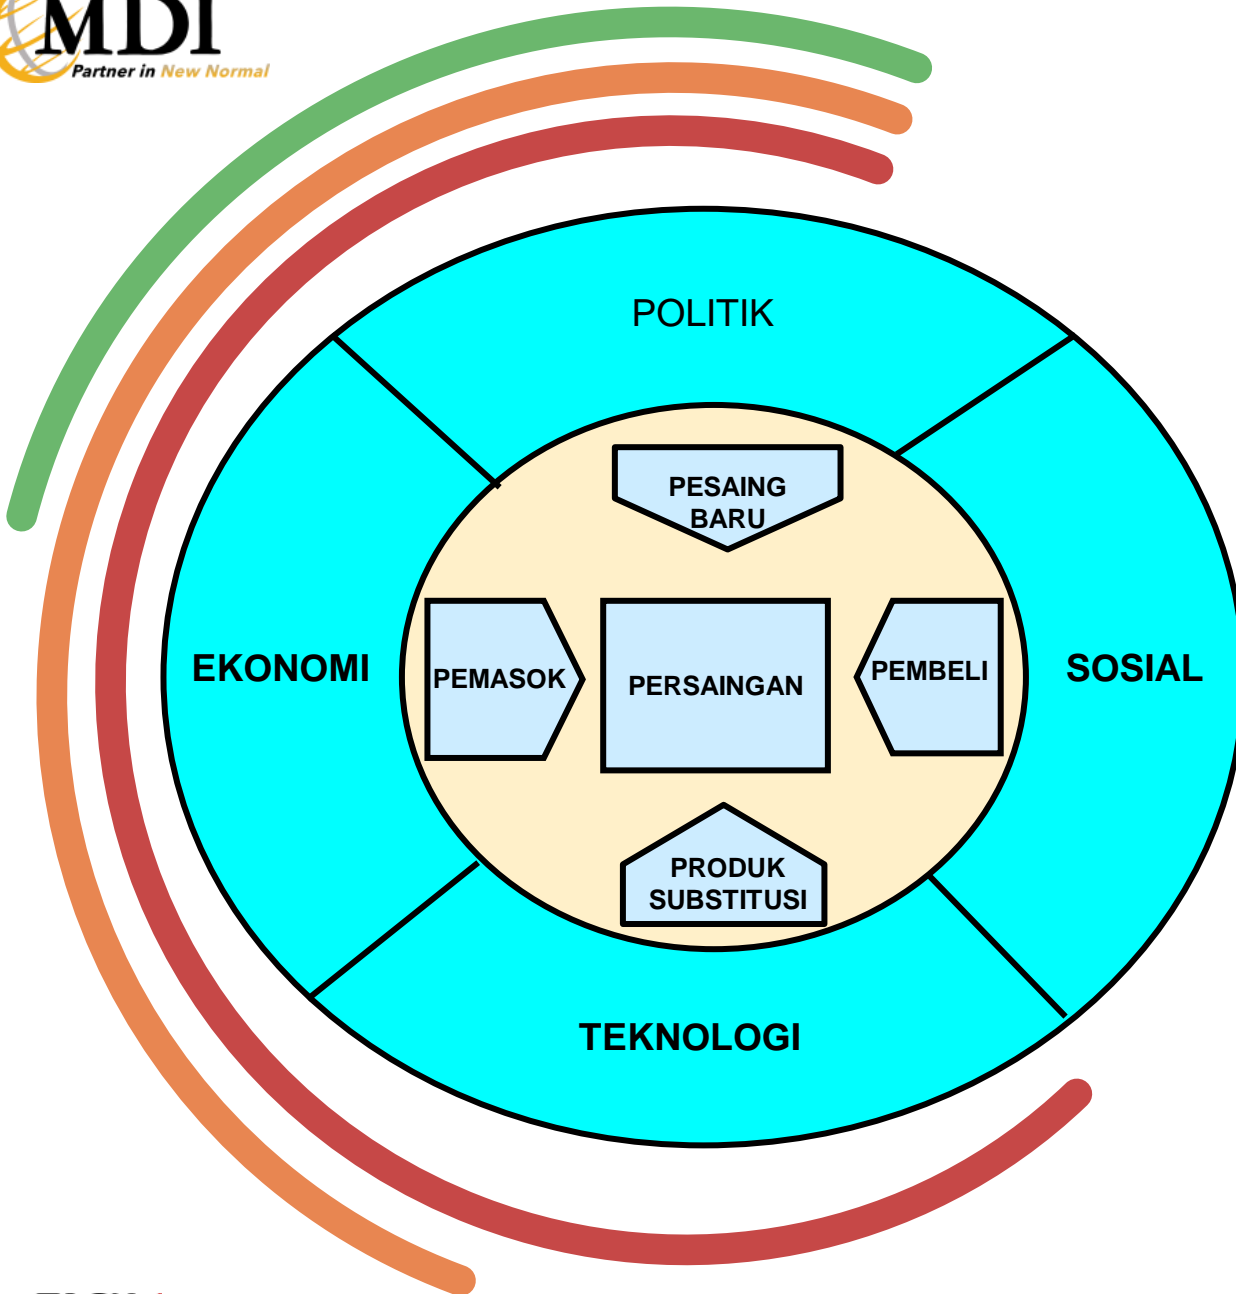 MDI
Partner in New Normal
POLITIK
PESAING
BARU
EKONOMI
PEMASOK
PERSAINGAN
PEMBELI
SOSIAL
PRODUK
SUBSTITUSI
TEKNOLOGI